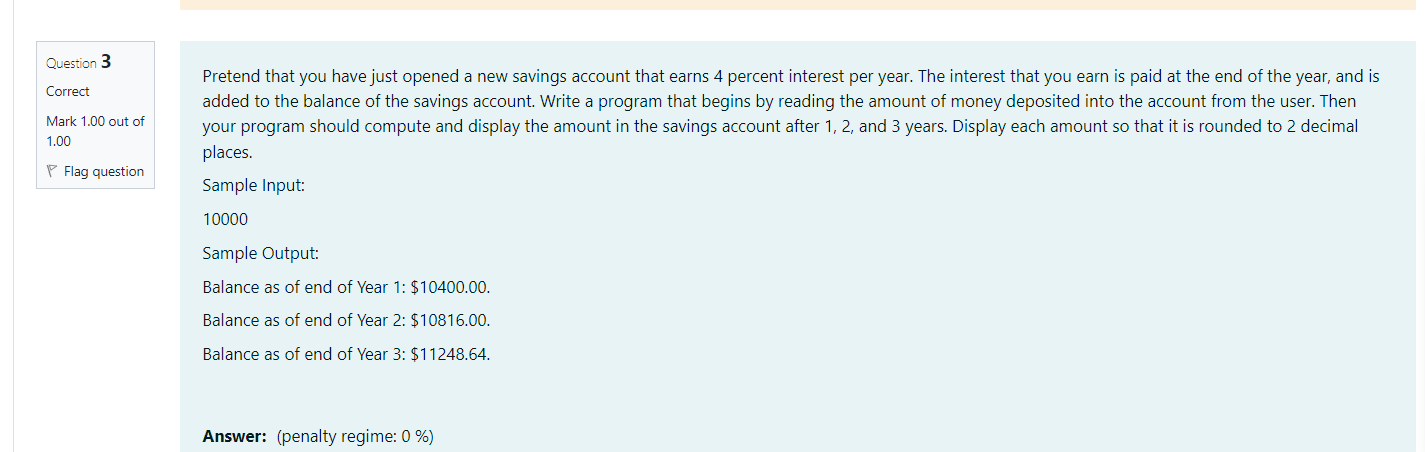 Question 3
Correct
Mark 1.00 out of
1.00
Flag question
Pretend that you have just opened a new savings account that earns 4 percent interest per year. The interest that you earn is paid at the end of the year, and is
added to the balance of the savings account. Write a program that begins by reading the amount of money deposited into the account from the user. Then
your program should compute and display the amount in the savings account after 1, 2, and 3 years. Display each amount so that it is rounded to 2 decimal
places.
Sample Input:
10000
Sample Output:
Balance as of end of Year 1: $10400.00.
Balance as of end of Year 2: $10816.00.
Balance as of end of Year 3: $11248.64.
Answer: (penalty regime: 0 %)